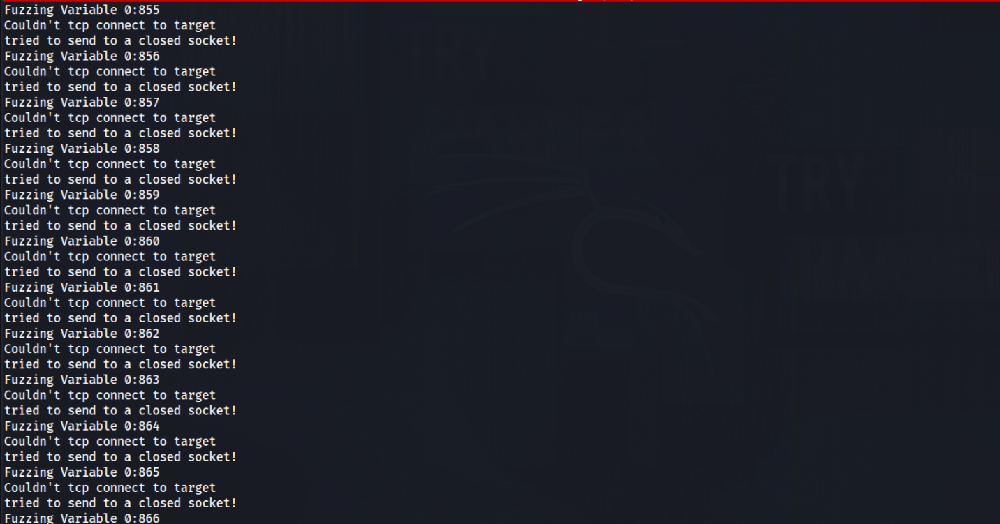 Fuzzing Variable 0:855
Couldn't tcp connect to target
tried to send to a closed socket!
Fuzzing Variable 0:856
Couldn't tcp connect to target
tried to send to a closed socket!
Fuzzing Variable 0:857
Couldn't tcp connect to target
tried to send to a closed socket!
Fuzzing Variable 0:858
Couldn't tcp connect to target
tried to send to a closed socket!
Fuzzing Variable 0:859
Couldn't tcp connect to target
tried to send to a closed socket!
Fuzzing Variable 0:860
Couldn't tcp connect to target
tried to send to a closed socket!
Fuzzing Variable 0:861
Couldn't tcp connect to target
tried to send to a closed socket!
Fuzzing Variable 0:862
Couldn't tcp connect to target
tried to send to a closed socket!
Fuzzing Variable 0:863
Couldn't tcp connect to target
tried to send to a closed socket!
Fuzzing Variable 0:864
Couldn't tcp connect to target
tried to send to a closed socket!
Fuzzing Variable 0:865
Couldn't tcp connect to target
tried to send to a closed socket!
Fuzzing Variable 0:866
TRY